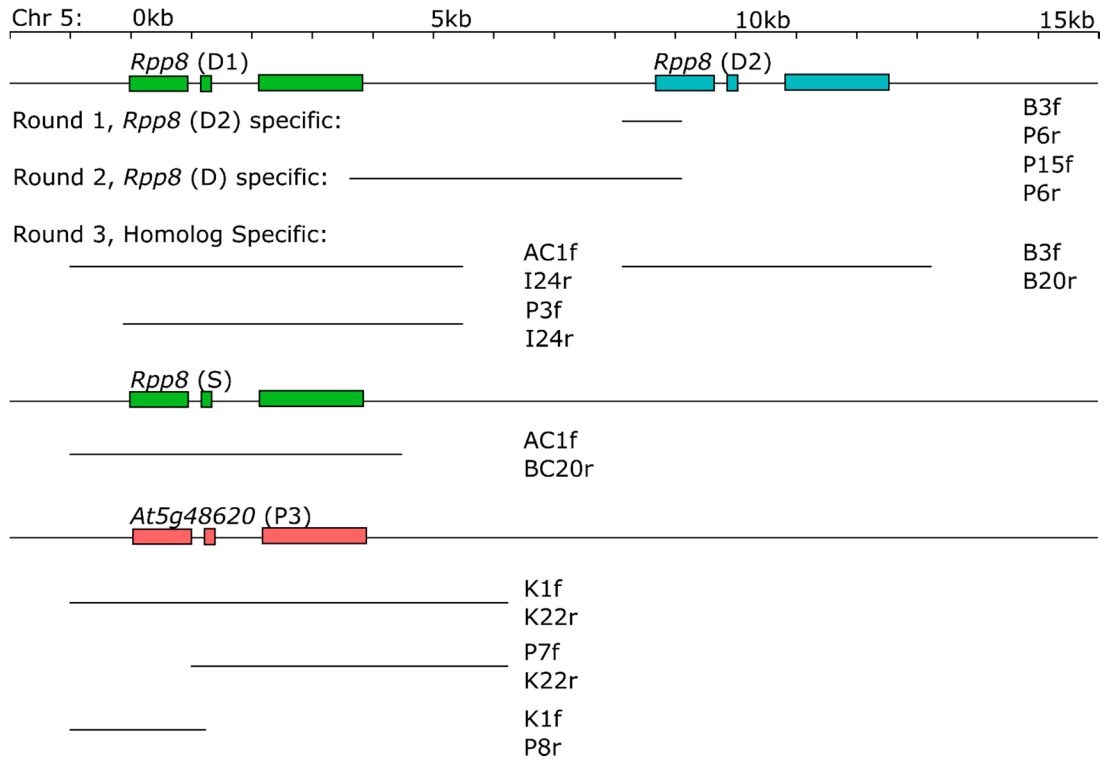 Chr 5: 0kb 5kb 10kb 15kb
Rpp8 (D1) Rpp8 (D2)
Round 1, Rpp8 (D2) specific: B3f
P6r
Round 2, Rpp8 (D) specific: P15f
P6r
Round 3, Homolog Specific:
AC1f B3f
I24r B20r
P3f
I24r
Rpp8 (S)
AC1f
BC20r
At5g48620 (P3)
K1f
K22r
P7f
K22r
K1f
P8r